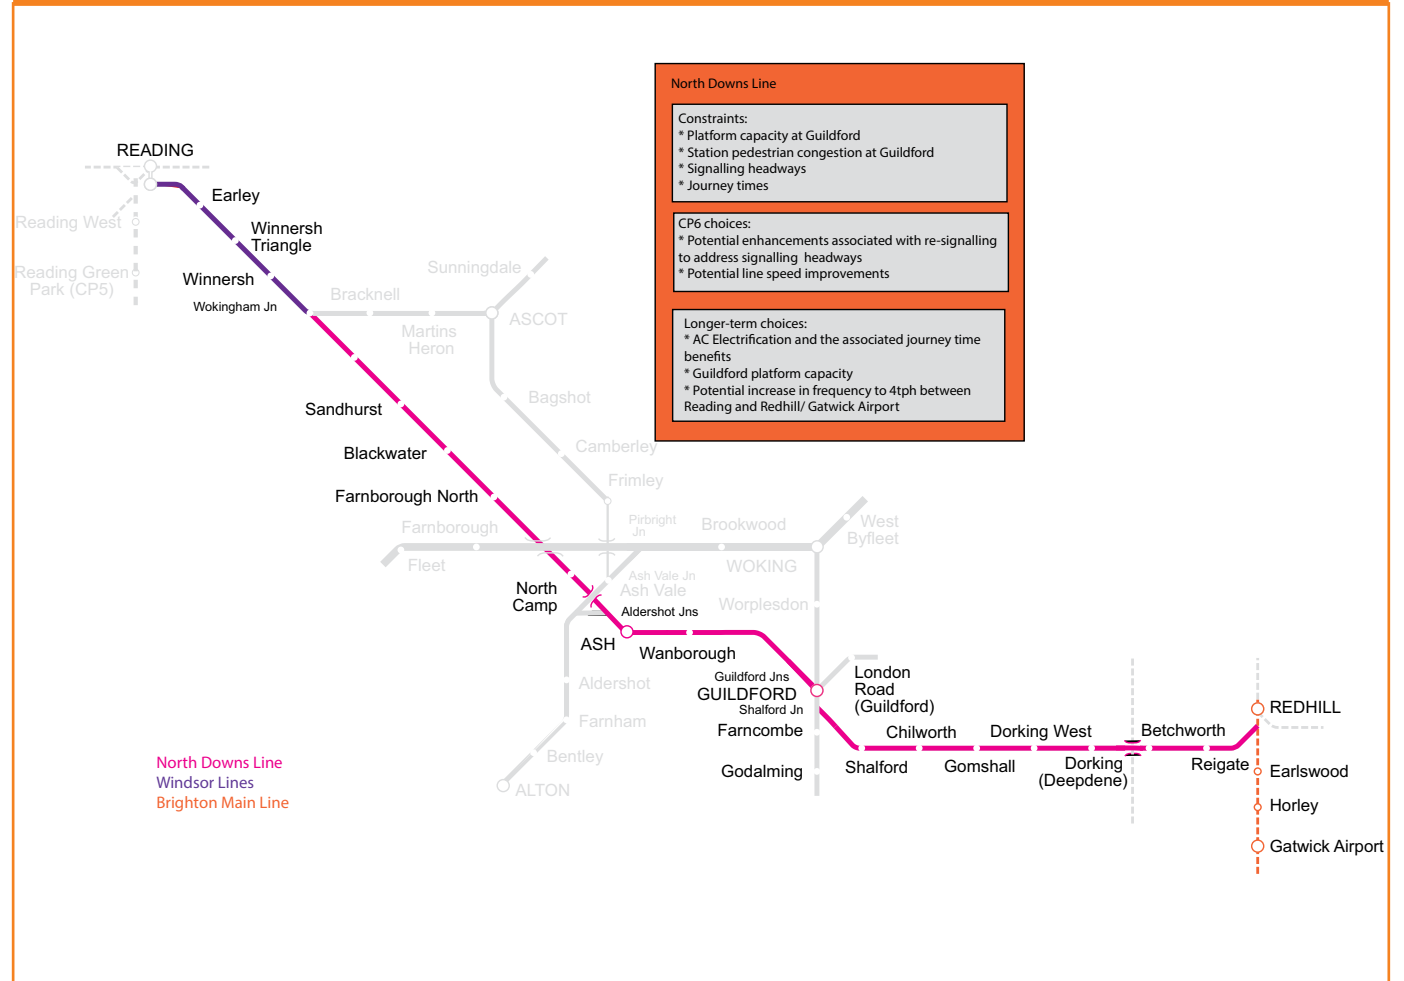 North Downs Line
Constraints:
* Platform capacity at Guildford
* Station pedestrian congestion at Guildford
* Signalling headways
* Journey times
CP6 choices:
* Potential enhancements associated with re-signalling
to address signalling headways
* Potential line speed improvements
Longer-term choices:
* AC Electrification and the associated journey time
benefits
* Guildford platform capacity
* Potential increase in frequency to 4tph between
Reading and Redhill/ Gatwick Airport
READING
Earley
Reading West
Winnersh
Triangle
Reading Green
Park (CP5)
Winnersh
Wokingham Jn
Sunningdale
Bracknell
Martins
Heron
ASCOT
Bagshot
Sandhurst
Camberley
Blackwater
Frimley
Farnborough North
Farnborough
Fleet
Pirbright
Jn
Brookwood
West
Byfleet
WOKING
Ash Vale Jn
Ash Vale
North
Camp
Worplesdon
Aldershot Jns
ASH
Wanborough
Guildford Jns
GUILDFORD
Shalford Jn
London
Road
(Guildford)
Aldershot
Farnham
Farncombe
Bentley
Godalming
ALTON
Chilworth
Dorking West
Betchworth
REDHILL
Shalford
Gomshall
Dorking
(Deepdene)
Reigate
Earlswood
Horley
Gatwick Airport
North Downs Line
Windsor Lines
Brighton Main Line